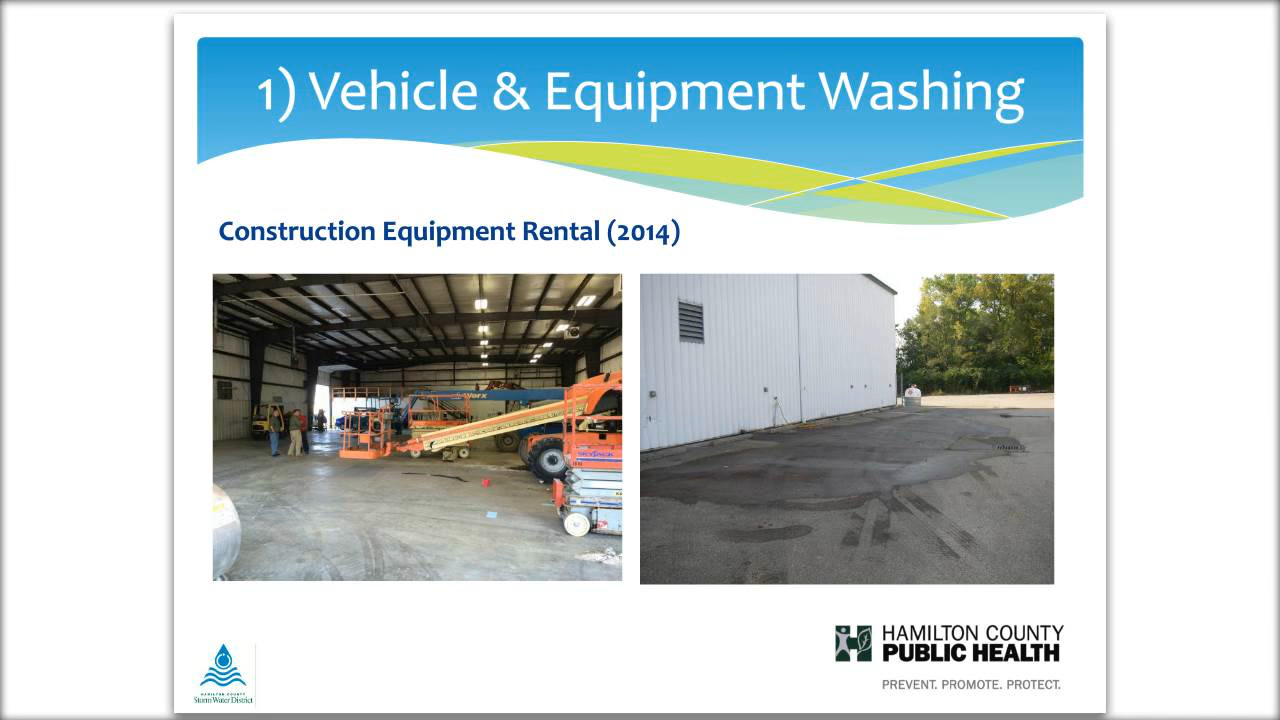 1) Vehicle & Equipment Washing
Construction Equipment Rental (2014)
SKYJACK
HAMILTON COUNTY
PUBLIC HEALTH
PREVENT. PROMOTE. PROTECT.
HAMILTON COUNTY
Storm Water District